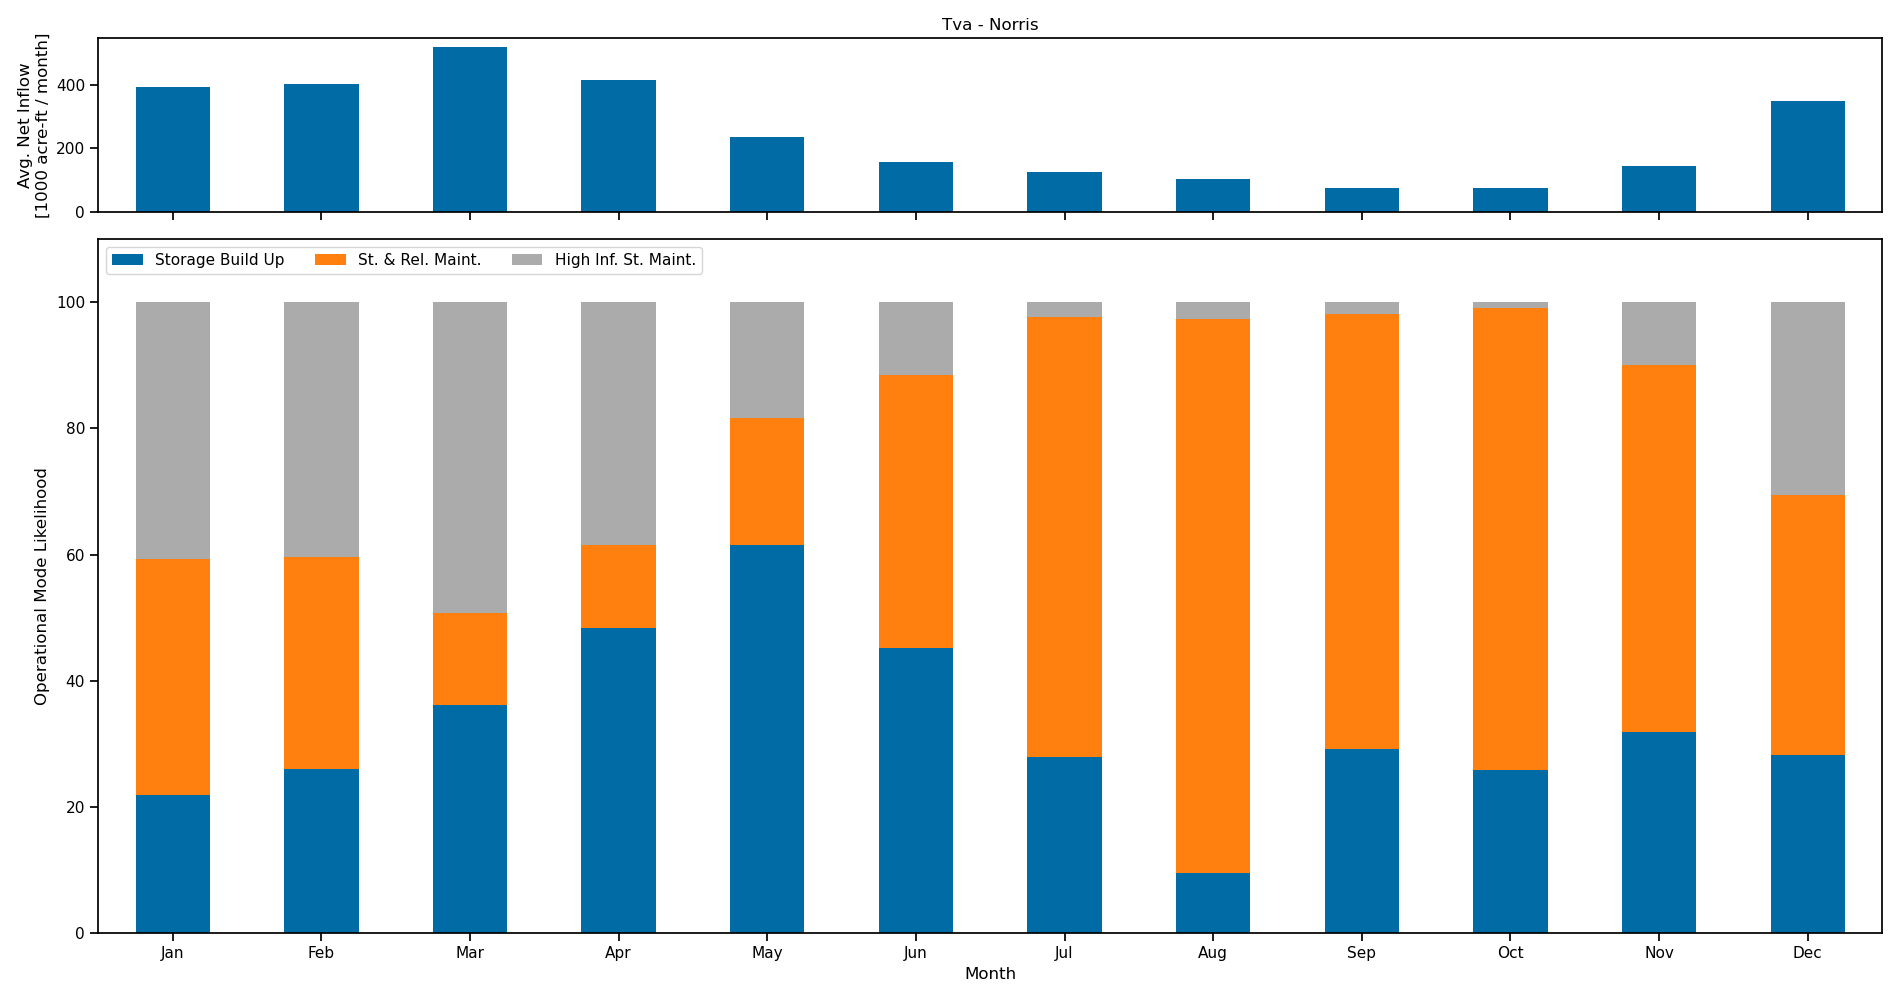 Tva - Norris
Avg. Net Inflow
[1000 acre-ft / month]
400
200
0
Storage Build Up
St. & Rel. Maint.
High Inf. St. Maint.
Operational Mode Likelihood
100
80
60
40
20
0
Jan
Feb
Mar
Apr
May
Jun
Jul
Aug
Sep
Oct
Nov
Dec
Month